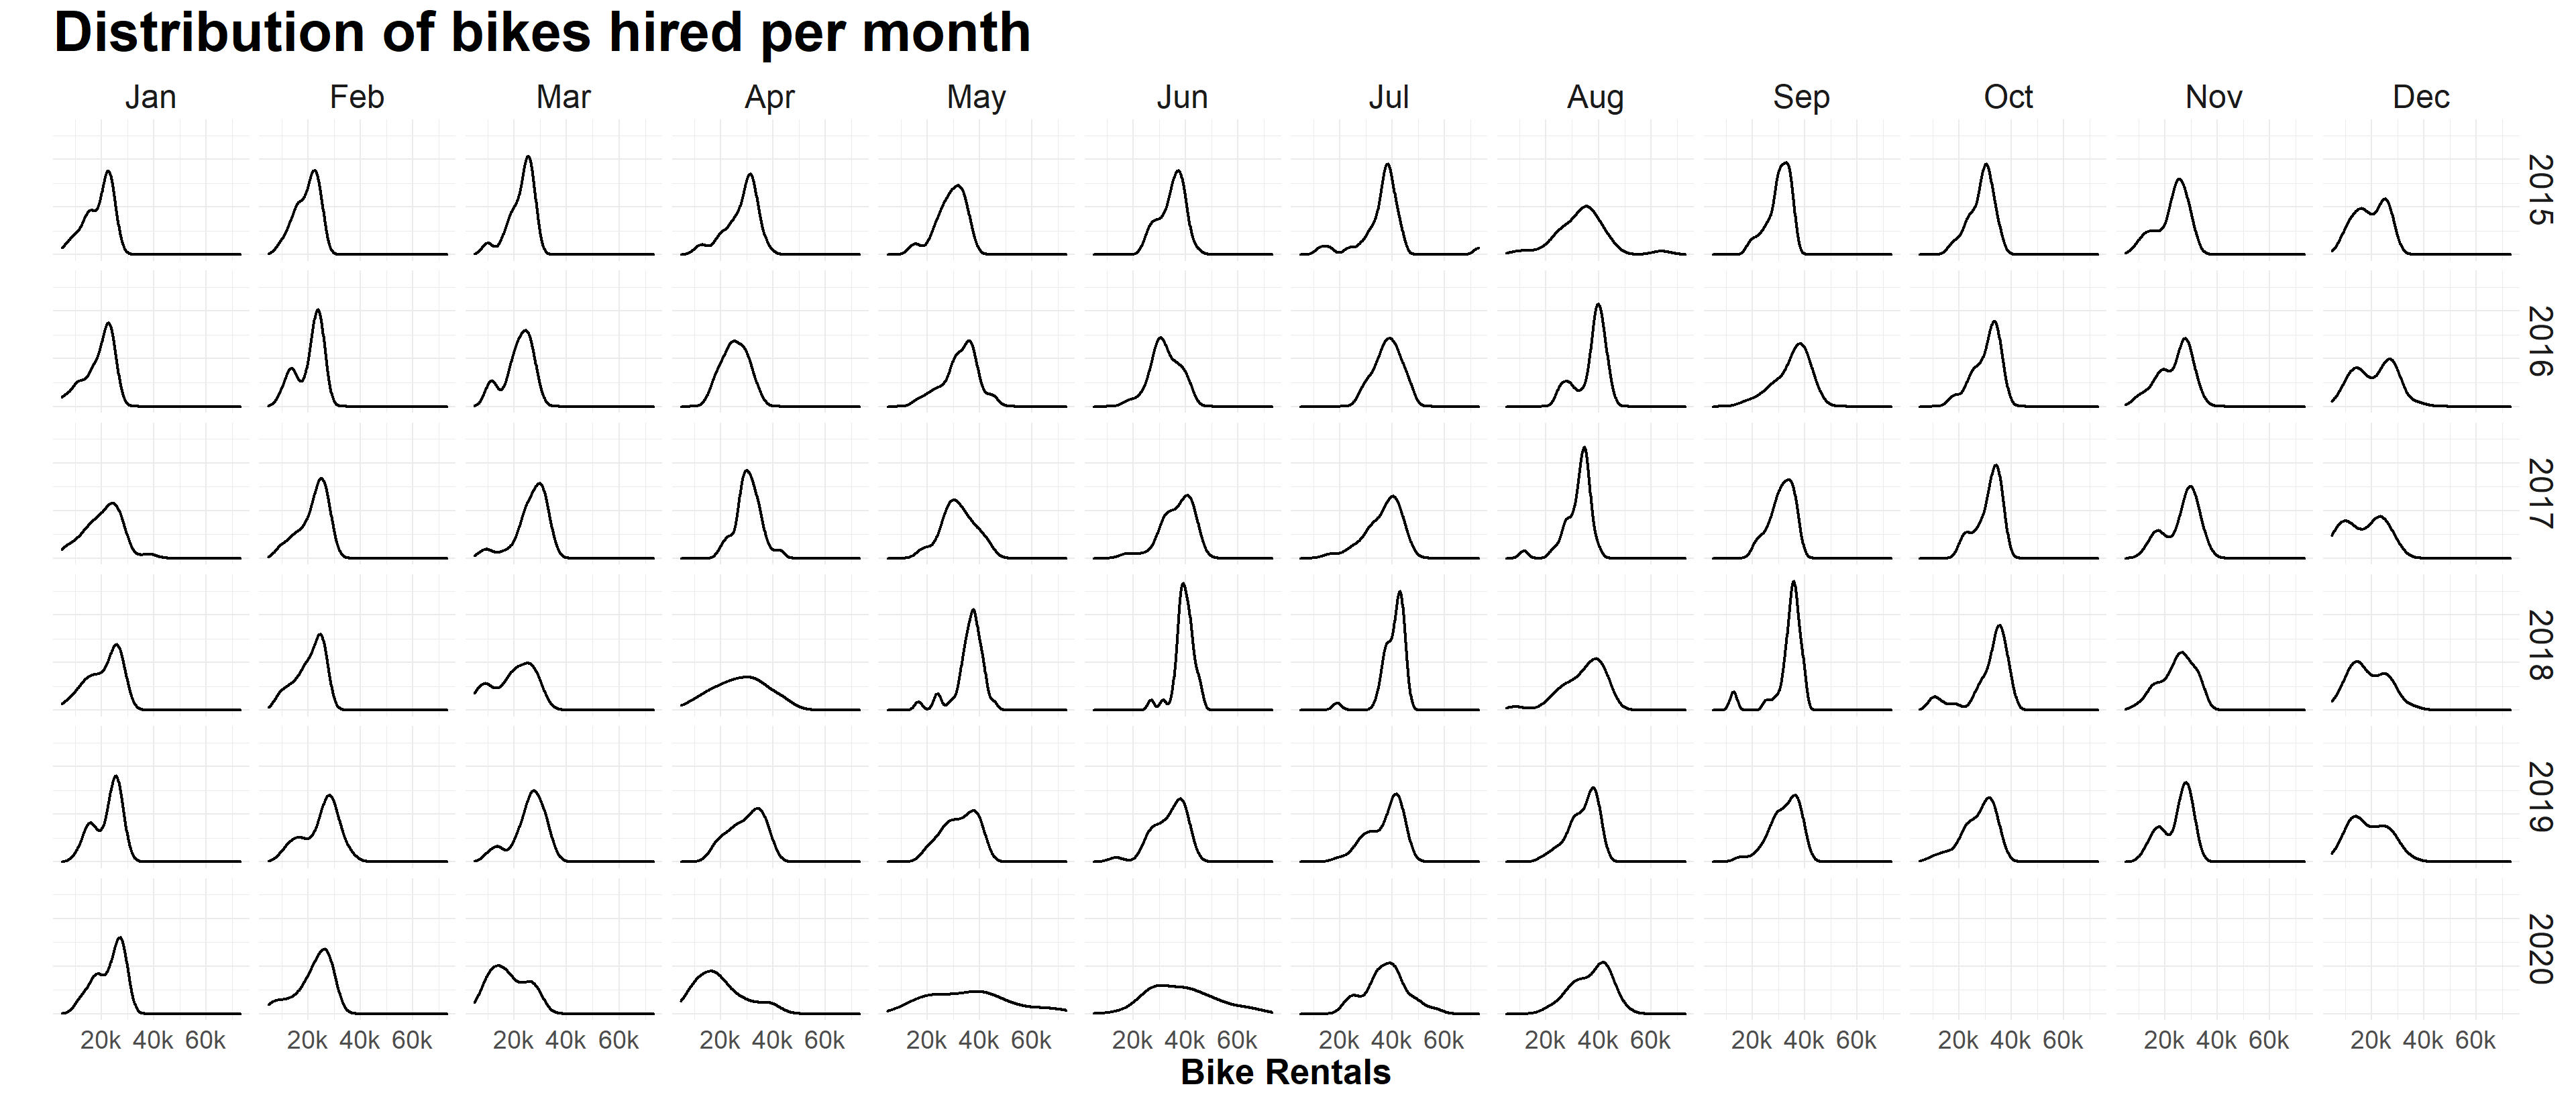 Distribution of bikes hired per month
Jan Feb Mar Apr May Jun Jul Aug Sep Oct Nov Dec
2015
2016
2017
2018
2019
2020
20k 40k 60k 20k 40k 60k 20k 40k 60k 20k 40k 60k 20k 40k 60k 20k 40k 60k 20k 40k 60k 20k 40k 60k 20k 40k 60k 20k 40k 60k 20k 40k 60k 20k 40k 60k
Bike Rentals